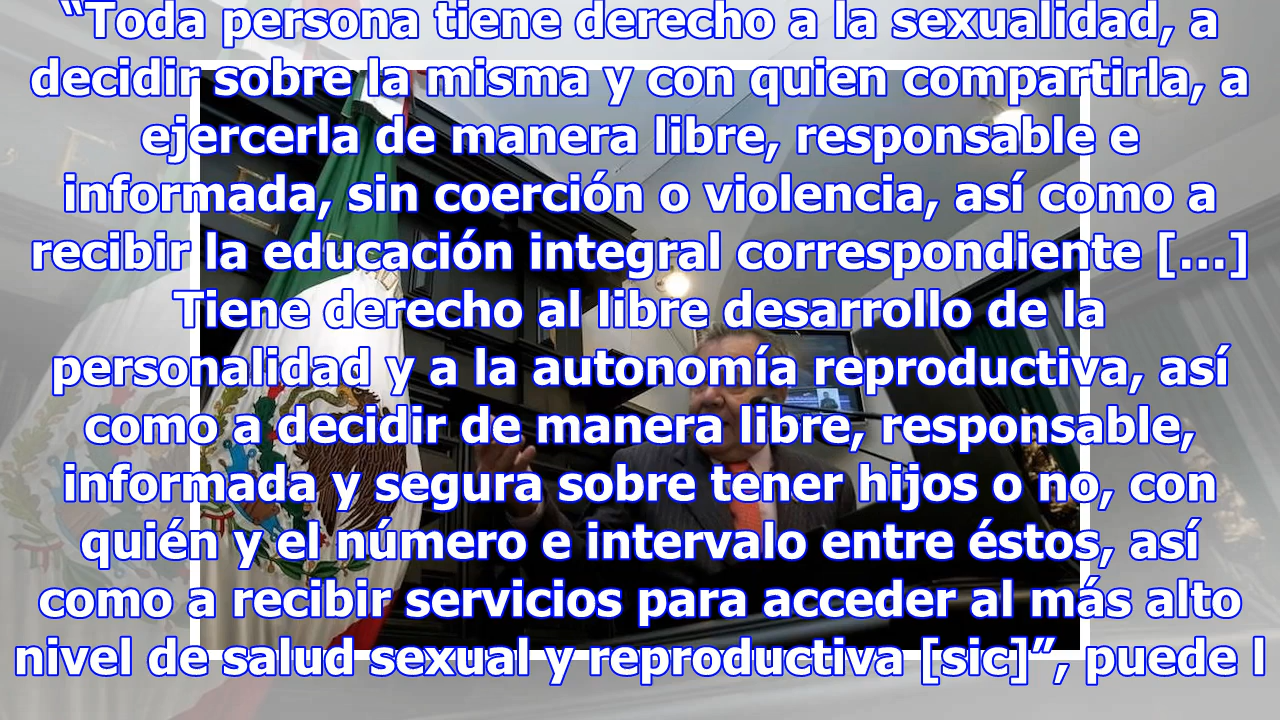 “Toda persona tiene derecho a la sexualidad, a
decidir sobre la misma y con quien compartirla, a
ejercerla de manera libre, responsable e
informada, sin coerción o violencia, así como a
recibir la educación integral correspondiente [...]
Tiene derecho al libre desarrollo de la
personalidad y a la autonomía reproductiva, así
como a decidir de manera libre, responsable,
informada y segura sobre tener hijos o no, con
quién y el número e intervalo entre éstos, así
como a recibir servicios para acceder al más alto
nivel de salud sexual y reproductiva [sic]”, puede l